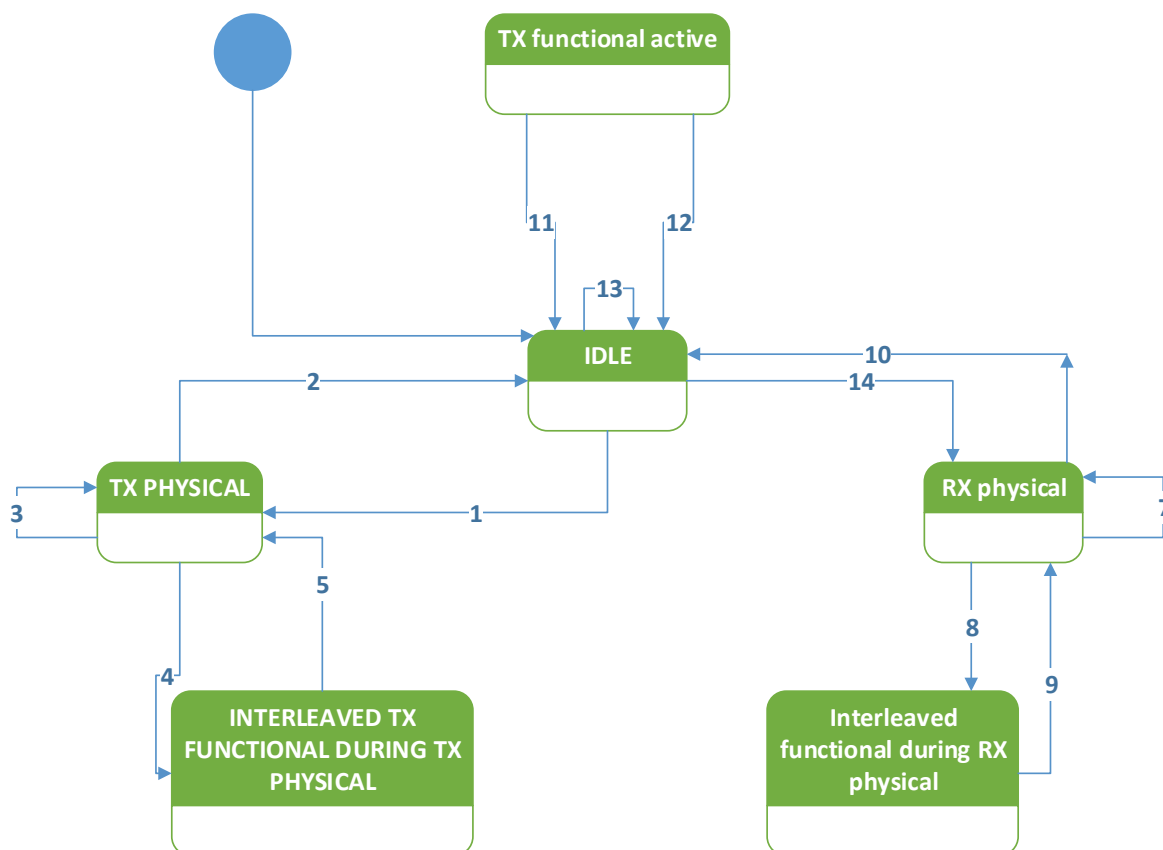 TX functional active
11
12
13
IDLE
10
2
14
TX PHYSICAL
RX physical
3
1
7
5
8
4
9
INTERLEAVED TX
FUNCTIONAL DURING TX
PHYSICAL
Interleaved
functional during RX
physical